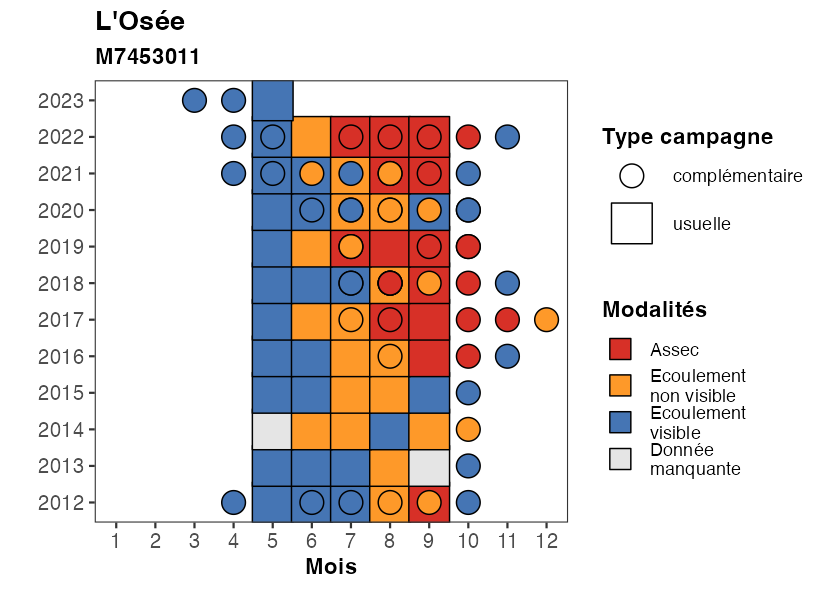 L'Osée
M7453011
2023
2022
2021
2020
2019
2018
2017
2016
2015
2014
2013
2012
1 2 3 4 5 6 7 8 9 10 11 12
Mois
Type campagne
complémentaire
usuelle
Modalités
Assec
Ecoulement
non visible
Ecoulement
visible
Donnée
manquante